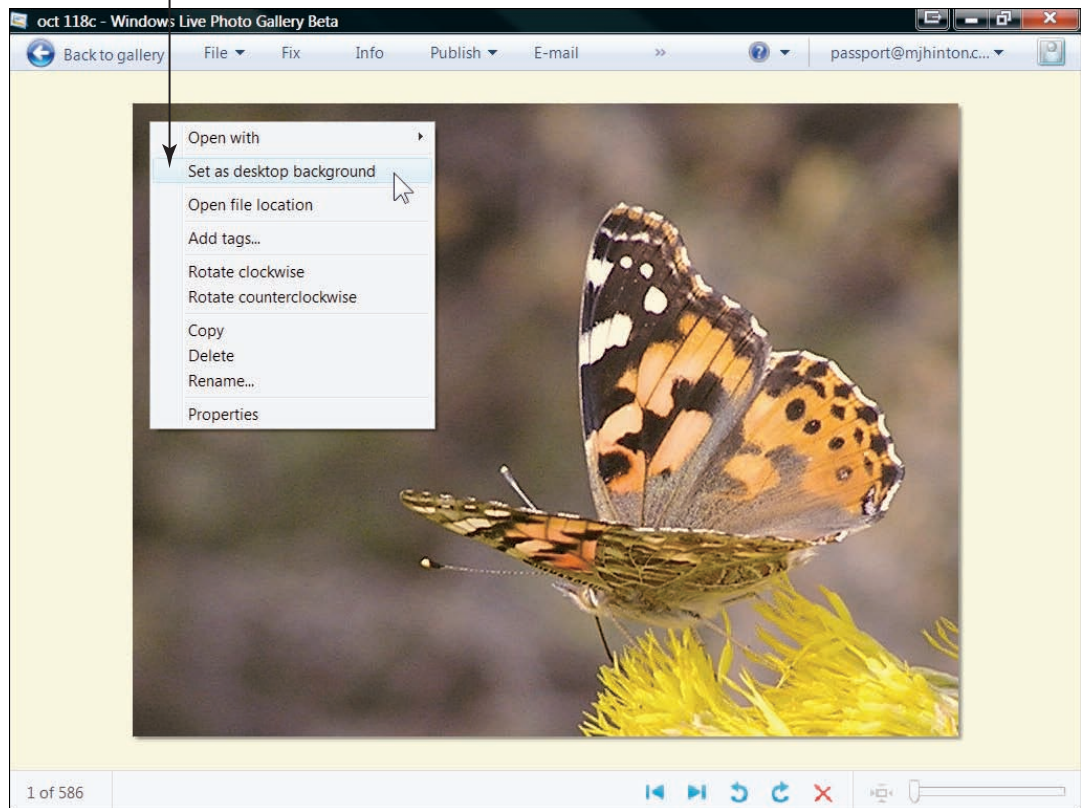 oct 118c - Windows Live Photo Gallery Beta
Back to gallery File Fix Info Publish E-mail » ? passport@mjhinton.c...
Open with
Set as desktop background
Open file location
Add tags...
Rotate clockwise
Rotate counterclockwise
Copy
Delete
Rename...
Properties
1 of 586